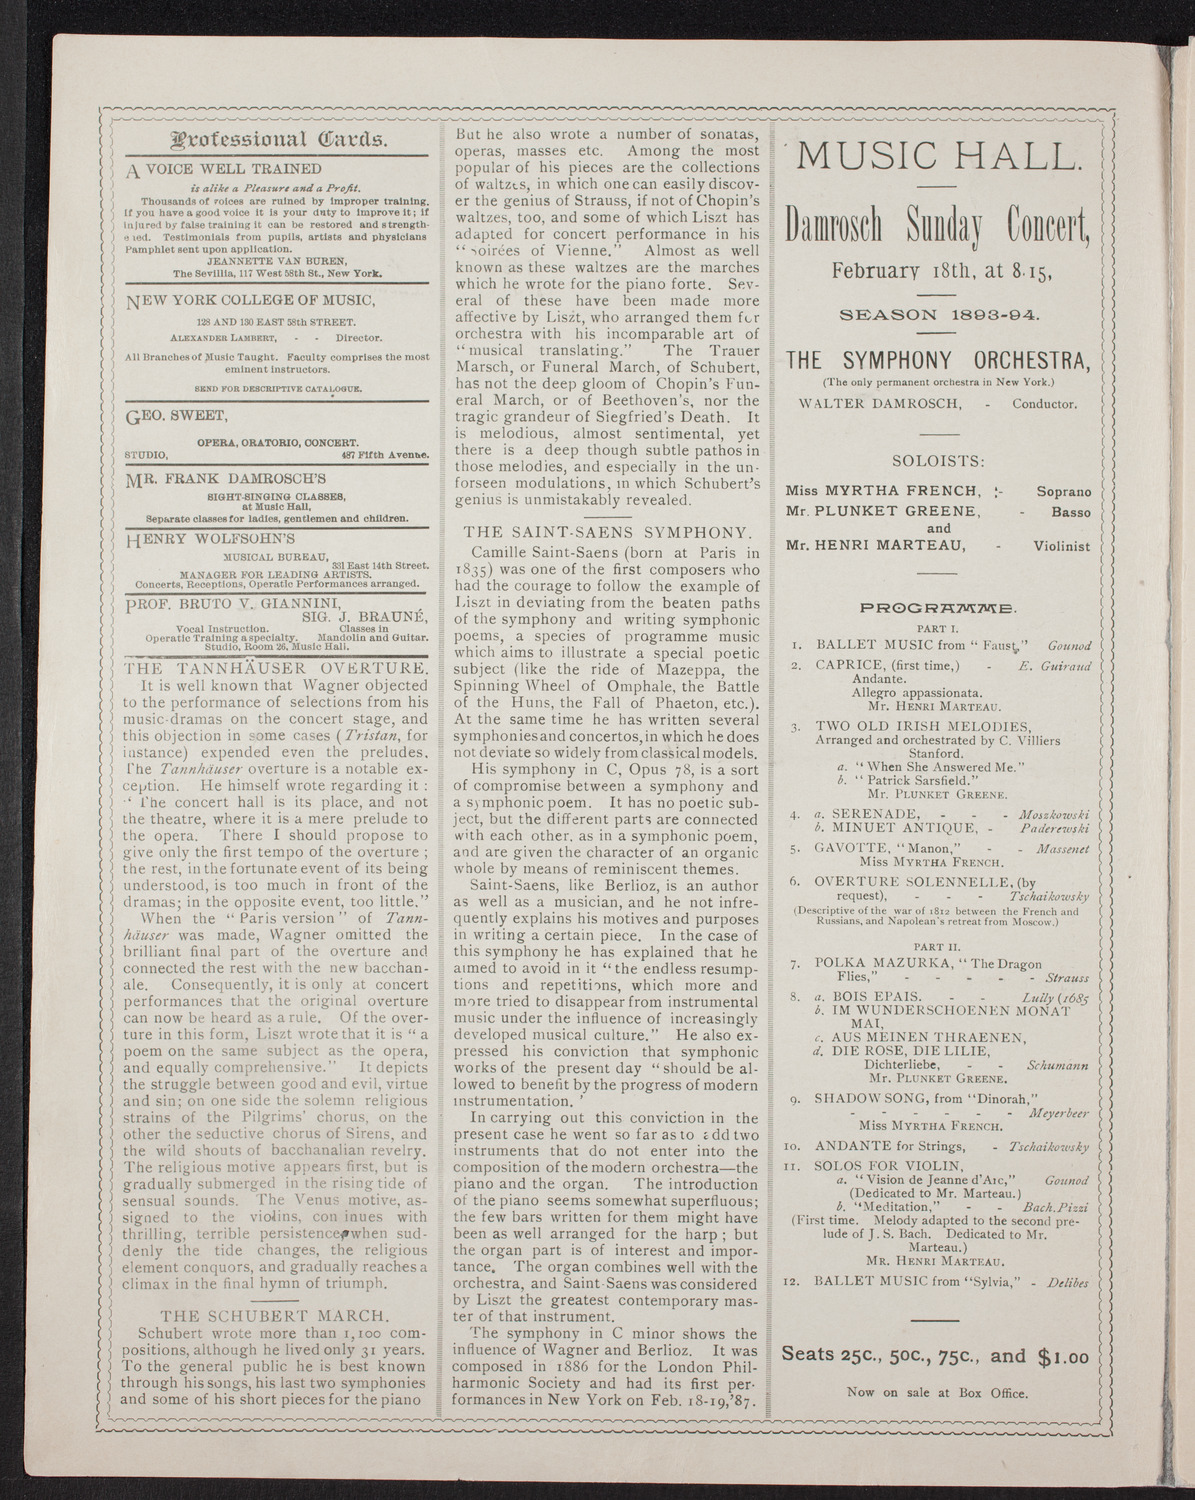 Professional Cards.
A VOICE WELL TRAINED
is alike a Pleasure and a Profit.
Thousands of voices are ruined by improper training.
If you have a good voice it is your duty to improve it; if
injured by false training it can be restored and strength-
e ied. Testimonials from pupils, artists and physicians
Pamphlet sent upon application.
JEANNETTE VAN BUREN,
The Sevillia, 117 West 58th St., New York.
NEW YORK COLLEGE OF MUSIC,
128 AND 130 EAST 58th STREET.
ALEXANDER LAMBERT, - - Director.
All Branches of Music Taught. Faculty comprises the most
eminent instructors.
SEND FOR DESCRIPTIVE CATALOGUE.
GEO. SWEET,
OPERA, ORATORIO, CONCERT.
STUDIO, 487 Fifth Avenue.
MR. FRANK DAMROSCH'S
SIGHT-SINGING CLASSES,
at Music Hall,
Separate classes for ladies, gentlemen and children.
HENRY WOLFSOHN'S
MUSICAL BUREAU,
331 East 14th Street.
MANAGER FOR LEADING ARTISTS.
Concerts, Receptions, Operatic Performances arranged.
PROF. BRUTO V. GIANNINI,
SIG. J. BRAUNÉ,
Vocial Instruction. Classes in
Operatic Training a specialty. Mandolin and Guitar.
Studio, Room 26, Music Hall.
THE TANNHÄUSER OVERTURE.
It is well known that Wagner objected
to the performance of selections from his
music-dramas on the concert stage, and
this objection in some cases (Tristan, for
instance) expended even the preludes.
The Tannhäuser overture is a notable ex-
ception. He himself wrote regarding it :
"The concert hall is its place, and not
the theatre, where it is a mere prelude to
the opera. There I should propose to
give only the first tempo of the overture ;
the rest, in the fortunate event of its being
understood, is too much in front of the
dramas; in the opposite event, too little."
When the "Paris version" of Tann-
häuser was made, Wagner omitted the
brilliant final part of the overture and
connected the rest with the new bacchan-
ale. Consequently, it is only at concert
performances that the original overture
can now be heard as a rule. Of the over-
ture in this form, Liszt wrote that it is "a
poem on the same subject as the opera,
and equally comprehensive." It depicts
the struggle between good and evil, virtue
and sin; on one side the solemn religious
strains of the Pilgrims' chorus, on the
other the seductive chorus of Sirens, and
the wild shouts of bacchanalian revelry.
The religious motive appears first, but is
gradually submerged in the rising tide of
sensual sounds. The Venus motive, as-
signed to the violins, con inues with
thrilling, terrible persistence, when sud-
denly the tide changes, the religious
element conquors, and gradually reaches a
climax in the final hymn of triumph.
THE SCHUBERT MARCH.
Schubert wrote more than 1,100 com-
positions, although he lived only 31 years.
To the general public he is best known
through his songs, his last two symphonies
and some of his short pieces for the piano
But he also wrote a number of sonatas,
operas, masses etc. Among the most
popular of his pieces are the collections
of waltzes, in which one can easily discov-
er the genius of Strauss, if not of Chopin's
waltzes, too, and some of which Liszt has
adapted for concert performance in his
"soirées of Vienne." Almost as well
known as these waltzes are the marches
which he wrote for the piano forte. Sev-
eral of these have been made more
affective by Liszt, who arranged them for
orchestra with his incomparable art of
"musical translating." The Trauer
Marsch, or Funeral March, of Schubert,
has not the deep gloom of Chopin's Fun-
eral March, or of Beethoven's, nor the
tragic grandeur of Siegfried's Death. It
is melodious, almost sentimental, yet
there is a deep though subtle pathos in
those melodies, and especially in the un-
forseen modulations, in which Schubert's
genius is unmistakably revealed.
THE SAINT-SAENS SYMPHONY.
Camille Saint-Saens (born at Paris in
1835) was one of the first composers who
had the courage to follow the example of
Liszt in deviating from the beaten paths
of the symphony and writing symphonic
poems, a species of programme music
which aims to illustrate a special poetic
subject (like the ride of Mazeppa, the
Spinning Wheel of Omphale, the Battle
of the Huns, the Fall of Phaeton, etc.).
At the same time he has written several
symphonies and concertos, in which he does
not deviate so widely from classical models.
His symphony in C, Opus 78, is a sort
of compromise between a symphony and
a symphonic poem. It has no poetic sub-
ject, but the different parts are connected
with each other, as in a symphonic poem,
and are given the character of an organic
whole by means of reminiscent themes.
Saint-Saens, like Berlioz, is an author
as well as a musician, and he not infre-
quently explains his motives and purposes
in writing a certain piece. In the case of
this symphony he has explained that he
aimed to avoid in it "the endless resump-
tions and repetitions, which more and
more tried to disappear from instrumental
music under the influence of increasingly
developed musical culture." He also ex-
pressed his conviction that symphonic
works of the present day "should be al-
lowed to benefit by the progress of modern
instrumentation.'
In carrying out this conviction in the
present case he went so far as to add two
instruments that do not enter into the
composition of the modern orchestra—the
piano and the organ. The introduction
of the piano seems somewhat superfluous;
the few bars written for them might have
been as well arranged for the harp ; but
the organ part is of interest and impor-
tance. The organ combines well with the
orchestra, and Saint-Saens was considered
by Liszt the greatest contemporary mas-
ter of that instrument.
The symphony in C minor shows the
influence of Wagner and Berlioz. It was
composed in 1886 for the London Phil-
harmonic Society and had its first per-
formances in New York on Feb. 18-19,'87.
MUSIC HALL.
Damrosch Sunday Concert,
February 18th, at 8.15,
SEASON 1893-94.
THE SYMPHONY ORCHESTRA,
(The only permanent orchestra in New York.)
WALTER DAMROSCH, - Conductor.
SOLOISTS:
Miss MYRTHA FRENCH, - Soprano
Mr. PLUNKET GREENE, - Basso
and
Mr. HENRI MARTEAU, - Violinist
PROGRAMME.
PART I.
1. BALLET MUSIC from "Faust," Gounod
2. CAPRICE, (first time,) - E. Guiraud
Andante.
Allegro appassionata.
Mr. HENRI MARTEAU.
3. TWO OLD IRISH MELODIES,
Arranged and orchestrated by C. Villiers
Stanford.
a. "When She Answered Me."
b. "Patrick Sarsfield."
Mr. PLUNKET GREENE.
4. a. SERENADE, - - - Moszkowski
b. MINUET ANTIQUE, - Paderewski
5. GAVOTTE, "Manon," - - Massenet
Miss MYRTHA FRENCH.
6. OVERTURE SOLENNELLE, (by
request), - - - Tschaikowsky
(Descriptive of the war of 1812 between the French and
Russians, and Napolean's retreat from Moscow.)
PART II.
7. POLKA MAZURKA, "The Dragon
Flies," - - - - - Strauss
8. a. BOIS EPAIS. - - Lully (1685
b. IM WUNDERSCHOENEN MONAT
MAI,
c. AUS MEINEN THRAENEN,
d. DIE ROSE, DIE LILIE,
Dichterliebe, - - Schumann
Mr. PLUNKET GREENE.
9. SHADOW SONG, from "Dinorah,"
- - - - - - Meyerbeer
Miss MYRTHA FRENCH.
10. ANDANTE for Strings, - Tschaikowsky
11. SOLOS FOR VIOLIN,
a. "Vision de Jeanne d'Arc," Gounod
(Dedicated to Mr. Marteau.)
b. "Meditation," - - Bach.Pizzi
(First time. Melody adapted to the second pre-
lude of J. S. Bach. Dedicated to Mr.
Marteau.)
MR. HENRI MARTEAU.
12. BALLET MUSIC from "Sylvia," - Delibes
Seats 25c., 50c., 75c., and $1.00
Now on sale at Box Office.